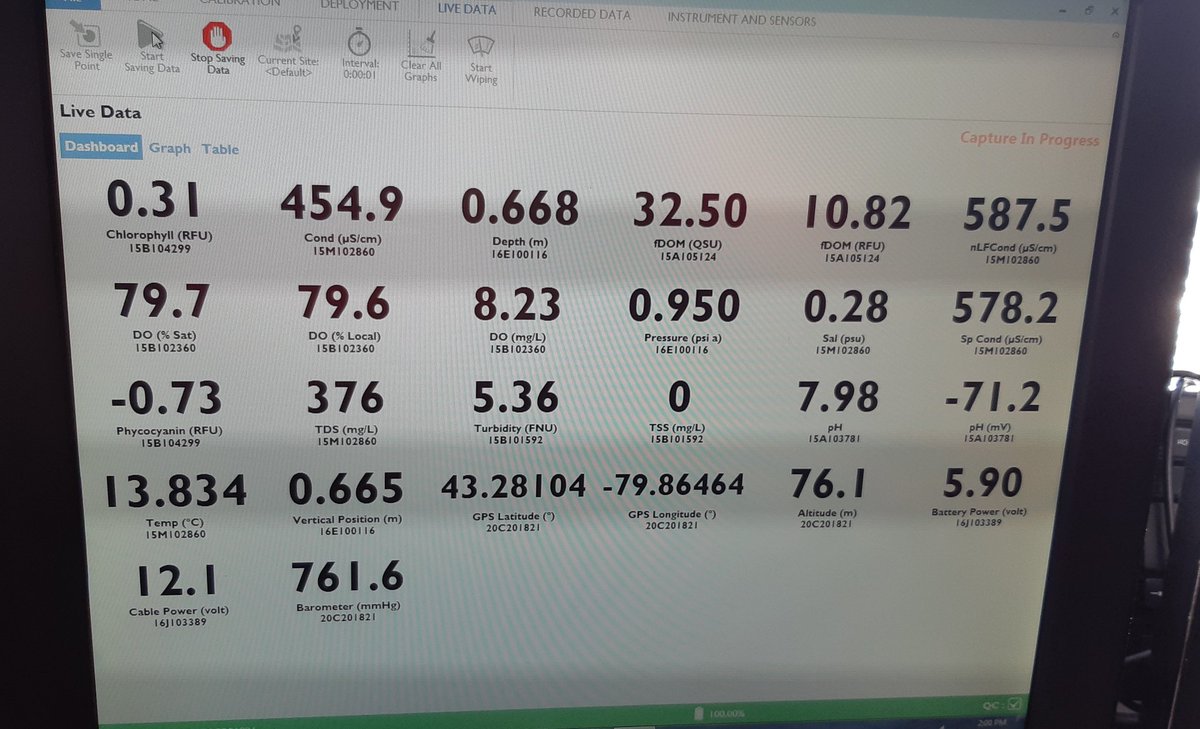 CALIBRATION
DEPLOYMENT
LIVE DATA
RECORDED DATA
INSTRUMENT AND SENSORS
Save Single Point
Start Saving Data
Stop Saving Data
Current Site: <Default>
Interval: 0:00:01
Clear All Graphs
Start Wiping
Live Data
Capture In Progress
Dashboard Graph Table
0.31 454.9 0.668 32.50 10.82 587.5
Chlorophyll (RFU) Cond (µS/cm) Depth (m) fDOM (QSU) fDOM (RFU) nLFCond (µS/cm)
15B104299 15M102860 16E100116 15A105124 15A105124 15M102860
79.7 79.6 8.23 0.950 0.28 578.2
DO (% Sat) DO (% Local) DO (mg/L) Pressure (psi a) Sal (psu) Sp Cond (µS/cm)
15B102360 15B102360 15B102360 16E100116 15M102860 15M102860
-0.73 376 5.36 0 7.98 -71.2
Phycocyanin (RFU) TDS (mg/L) Turbidity (FNU) TSS (mg/L) pH pH (mV)
15B104299 15M102860 15B101592 15B101592 15A103781 15A103781
13.834 0.665 43.28104 -79.86464 76.1 5.90
Temp (°C) Vertical Position (m) GPS Latitude (°) GPS Longitude (°) Altitude (m) Battery Power (volt)
15M102860 16E100116 20C201821 20C201821 20C201821 16J103389
12.1 761.6
Cable Power (volt) Barometer (mmHg)
16J103389 20C201821
100.00% QC:
2:00 PM